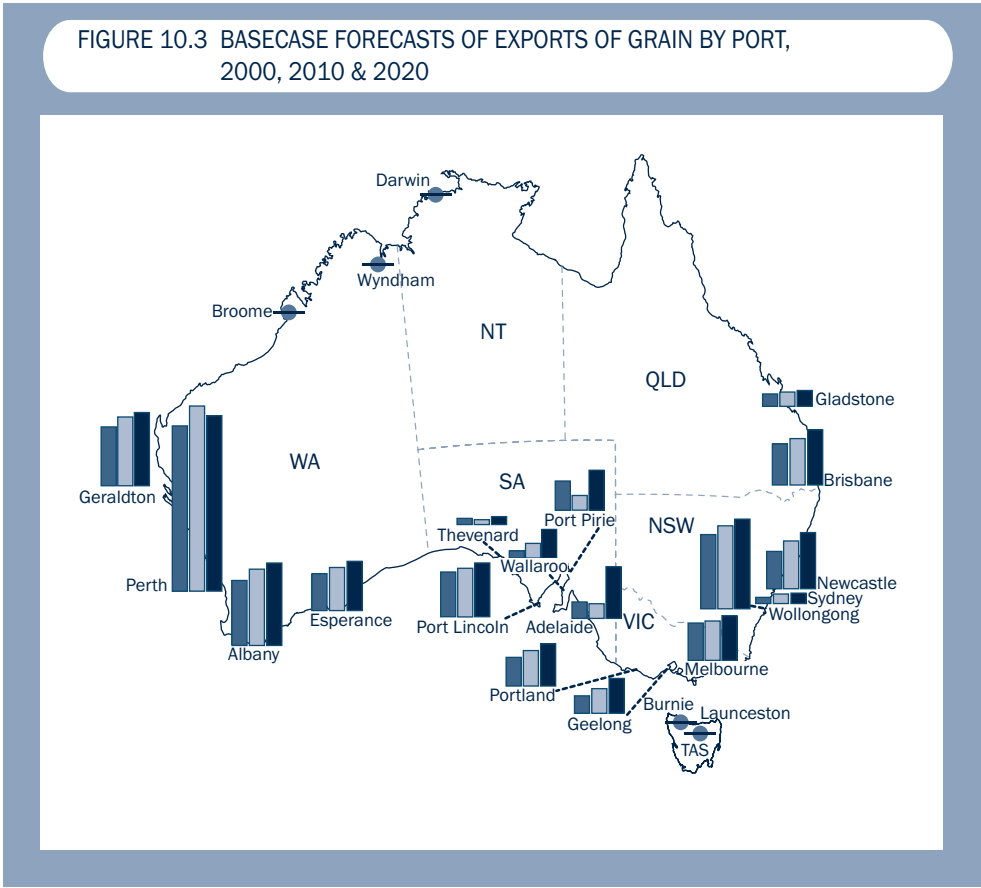 FIGURE 10.3 BASECASE FORECASTS OF EXPORTS OF GRAIN BY PORT,
2000, 2010 & 2020
Darwin
Wyndham
Broome
NT
QLD
Gladstone
WA
SA
Geraldton
Brisbane
Port Pirie
NSW
Thevenard
Wallaroo
Perth
Newcastle
Sydney
Wollongong
Esperance
Port Lincoln
Adelaide
VIC
Albany
Melbourne
Portland
Geelong
Burnie
Launceston
TAS